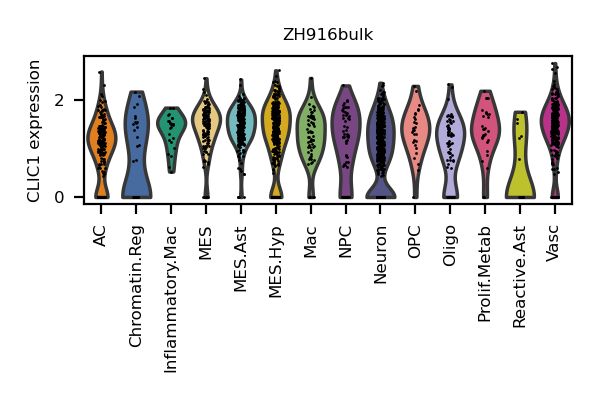 ZH916bulk
CLIC1 expression
2
0
AC
Chromatin.Reg
Inflammatory.Mac
MES
MES.Ast
MES.Hyp
Mac
NPC
Neuron
OPC
Oligo
Prolif.Metab
Reactive.Ast
Vasc